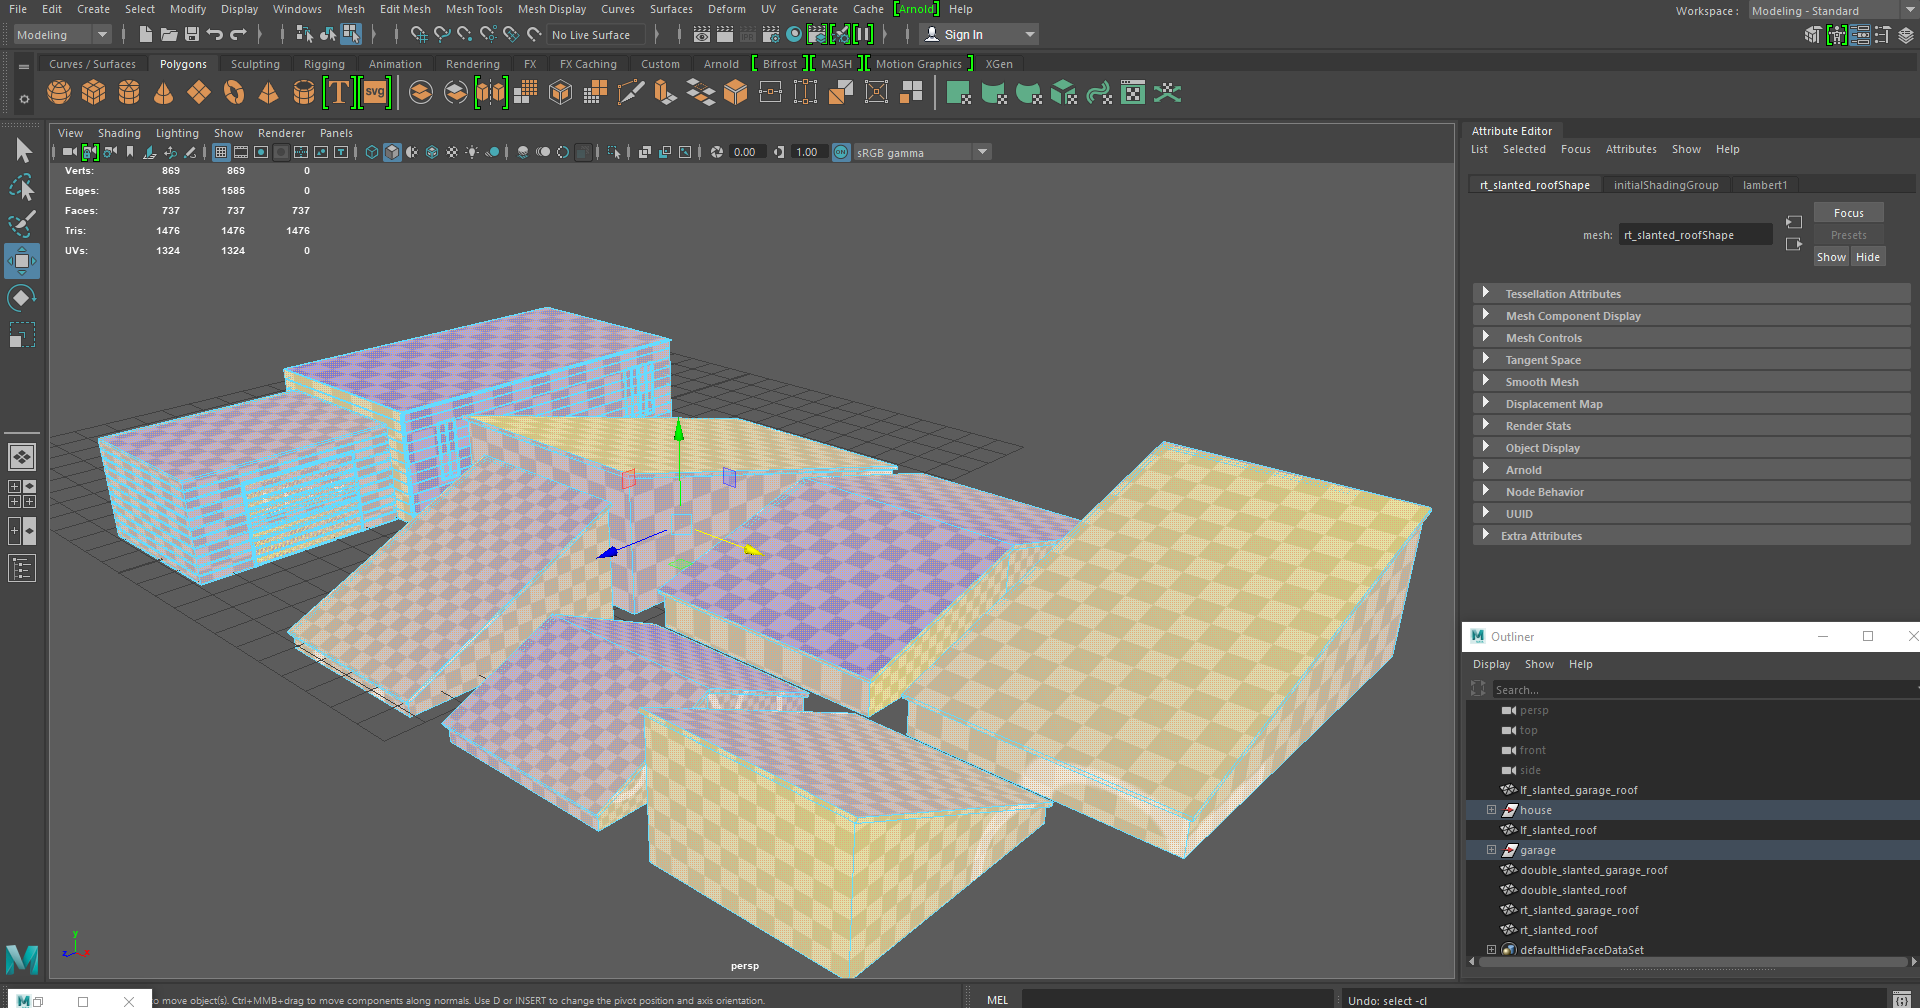 File Edit Create Select Modify Display Windows Mesh Edit Mesh Mesh Tools Mesh Display Curves Surfaces Deform UV Generate Cache [Arnold] Help
Workspace : Modeling - Standard
Modeling No Live Surface Sign In
Curves / Surfaces Polygons Sculpting Rigging Animation Rendering FX FX Caching Custom Arnold Bifrost MASH Motion Graphics XGen
T svg
View Shading Lighting Show Renderer Panels
0.00 1.00 ON sRGB gamma
Verts: 869 869 0
Edges: 1585 1585 0
Faces: 737 737 737
Tris: 1476 1476 1476
UVs: 1324 1324 0
y
z x
persp
Attribute Editor
List Selected Focus Attributes Show Help
rt_slanted_roofShape initialShadingGroup lambert1
Focus
mesh: rt_slanted_roofShape Presets
Show Hide
Tessellation Attributes
Mesh Component Display
Mesh Controls
Tangent Space
Smooth Mesh
Displacement Map
Render Stats
Object Display
Arnold
Node Behavior
UUID
Extra Attributes
M Outliner
Display Show Help
Search...
persp
top
front
side
lf_slanted_garage_roof
house
lf_slanted_roof
garage
double_slanted_garage_roof
double_slanted_roof
rt_slanted_garage_roof
rt_slanted_roof
defaultHideFaceDataSet
to move object(s). Ctrl+MMB+drag to move components along normals. Use D or INSERT to change the pivot position and axis orientation.
MEL
Undo: select -cl